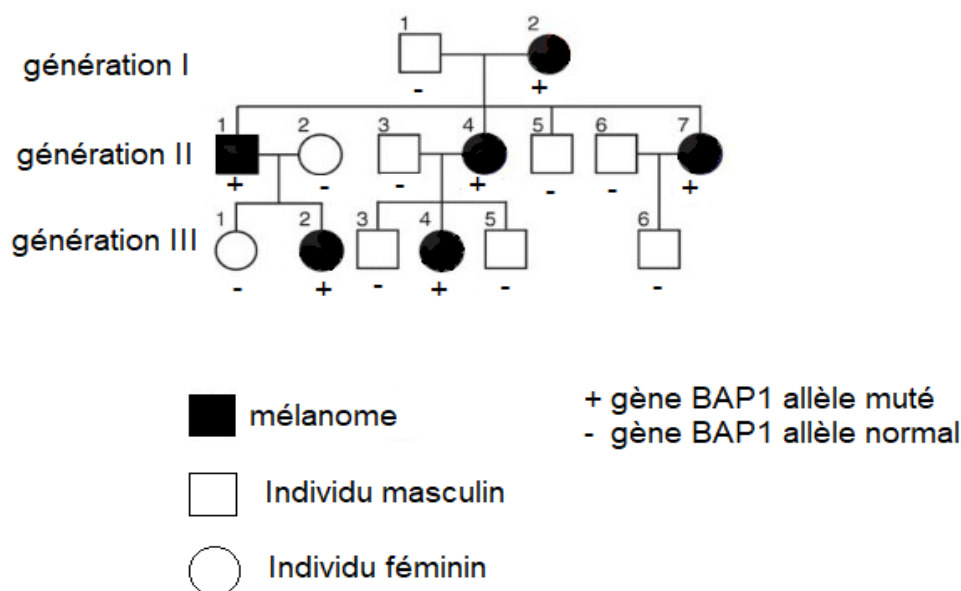 1 2
génération I
- +
1 2 3 4 5 6 7
génération II
+ - - + - - +
1 2 3 4 5 6
génération III
- + - + - -
mélanome
+ gène BAP1 allèle muté
- gène BAP1 allèle normal
Individu masculin
Individu féminin